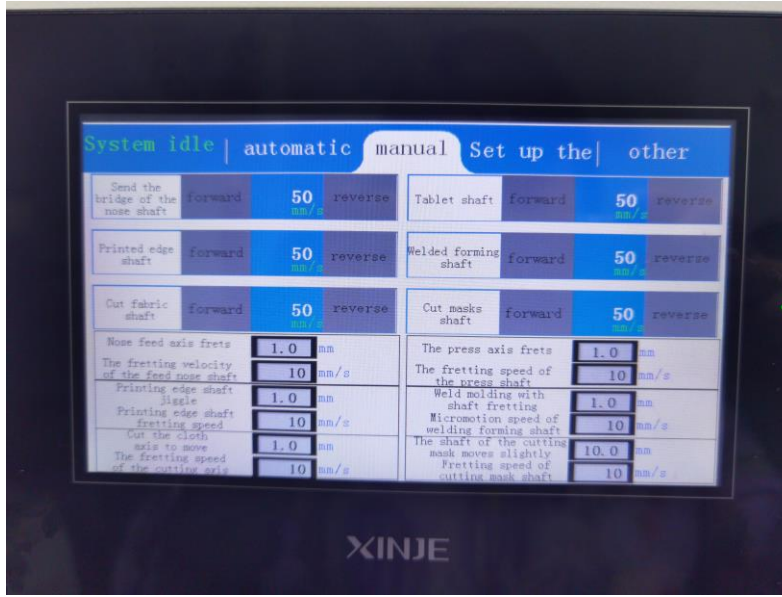 System idle | automatic manual Set up the| other
Send the
bridge of the
nose shaft
forward
50
mm/s
reverse
Tablet shaft
forward
50
mm/s
reverse
Printed edge
shaft
forward
50
mm/s
reverse
Welded forming
shaft
forward
50
mm/s
reverse
Cut fabric
shaft
forward
50
mm/s
reverse
Cut masks
shaft
forward
50
mm/s
reverse
Nose feed axis frets
1.0 mm
The fretting velocity
of the feed nose shaft
10 mm/s
Printing edge shaft
jiggle
1.0 mm
Printing edge shaft
fretting speed
10 mm/s
Cut the cloth
axis to move
1.0 mm
The fretting speed
of the cutting axis
10 mm/s
The press axis frets
1.0 mm
The fretting speed of
the press shaft
10 mm/s
Weld molding with
shaft fretting
1.0 mm
Micromotion speed of
welding forming shaft
10 mm/s
The shaft of the cutting
mask moves slightly
10.0 mm
Fretting speed of
cutting mask shaft
10 mm/s
XINJE